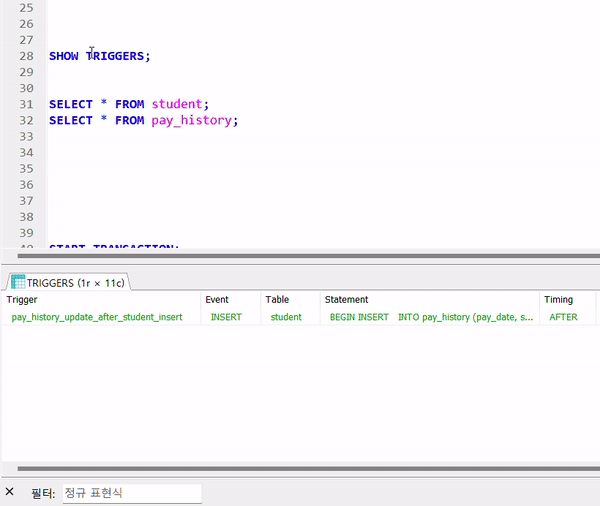 25
26
27
28 SHOW TRIGGERS;
29
30
31 SELECT * FROM student;
32 SELECT * FROM pay_history;
33
34
35
36
37
38
39
40 START TRANSACTION;
TRIGGERS (1r × 11c)
Trigger Event Table Statement Timing
pay_history_update_after_student_insert INSERT student BEGIN INSERT INTO pay_history (pay_date, s... AFTER
× 필터: 정규 표현식